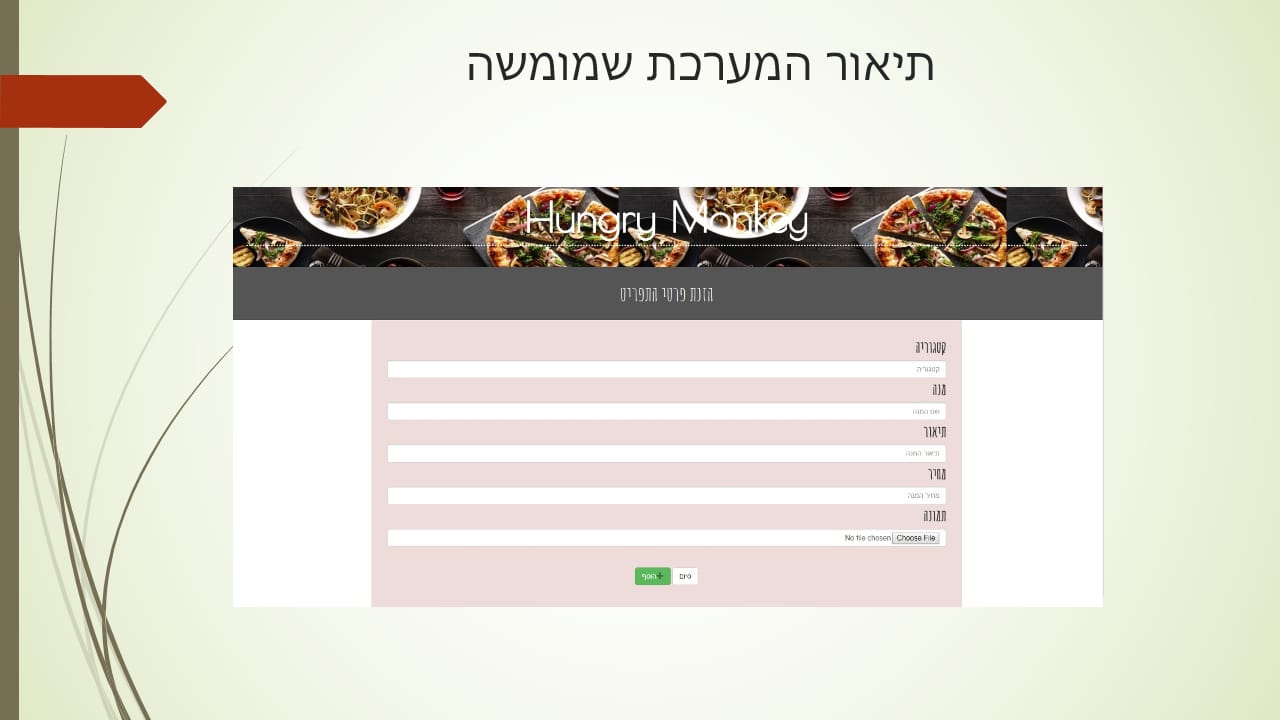 תיאור המערכת שמומשה
Hungry Monkey
הזנת פרטי התפריט
קטגוריה
קטגוריה
מנה
שם המנה
תיאור
תיאור המנה
מחיר
מחיר המנה
תמונה
Choose File No file chosen
סיום הוסף